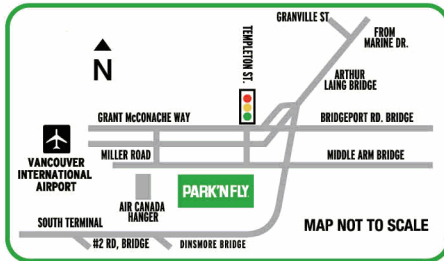 GRANVILLE ST
FROM
MARINE DR.
TEMPLETON ST.
N
ARTHUR
LAING BRIDGE
GRANT McCONACHE WAY
BRIDGEPORT RD. BRIDGE
VANCOUVER
INTERNATIONAL
AIRPORT
MILLER ROAD
MIDDLE ARM BRIDGE
PARK'N FLY
AIR CANADA
HANGER
SOUTH TERMINAL
MAP NOT TO SCALE
#2 RD, BRIDGE
DINSMORE BRIDGE